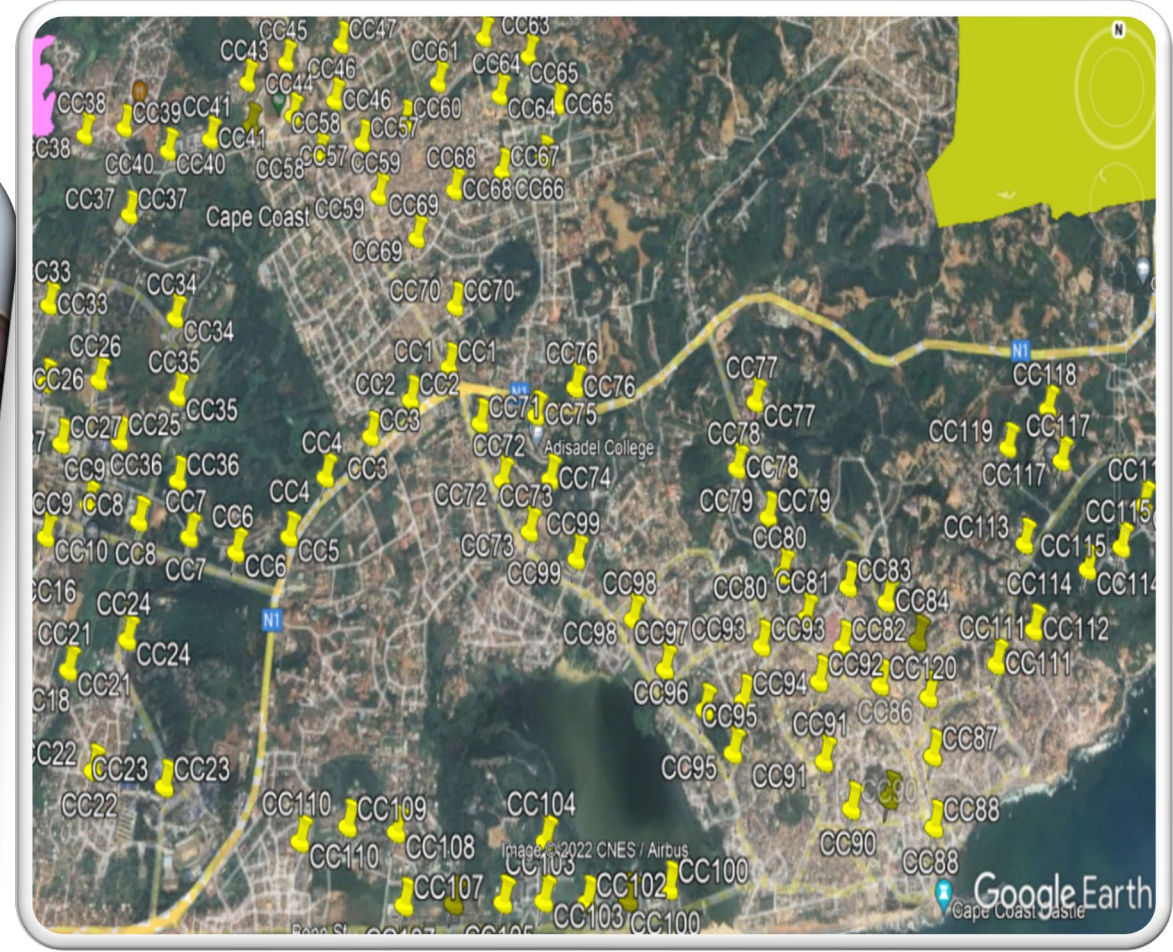 CC45
CC47
CC63
N
CC43
CC61
CC46
CC64
CC65
CC44
CC38
CC39
CC41
CC46
CC60
CC64
CC65
CC58
CC57
CC41
CC38
CC40
CC40
CC58
CC57
CC59
CC68
CC67
CC37
CC37
CC68
CC66
Cape Coast
CC59
CC69
CC69
CC33
CC34
CC70
CC70
CC33
CC34
CC26
CC35
CC1
CC1
CC76
N1
CC26
CC2
CC2
N1
CC76
CC77
CC118
CC35
CC71
CC75
CC77
CC27
CC25
CC3
CC119
CC117
CC4
CC72
Adisadel College
CC78
CC9
CC36
CC36
CC3
CC117
CC78
CC74
CC9
CC8
CC7
CC6
CC4
CC72
CC73
CC79
CC79
CC99
CC113
CC115
CC10
CC8
CC7
CC6
CC5
CC73
CC80
CC115
CC99
CC80
CC81
CC83
CC114
CC114
CC16
CC24
CC98
CC84
N1
CC21
CC98
CC97
CC93
CC93
CC82
CC111
CC112
CC24
CC92
CC120
CC111
CC21
CC96
CC94
C18
CC95
CC86
CC91
CC87
CC22
CC23
CC23
CC95
CC91
CC22
CC110
CC109
CC104
CC90
CC88
CC110
CC108
Image © 2022 CNES / Airbus
CC90
CC88
CC103
CC100
CC107
CC102
CC103
CC100
Google Earth
Cape Coast Castle